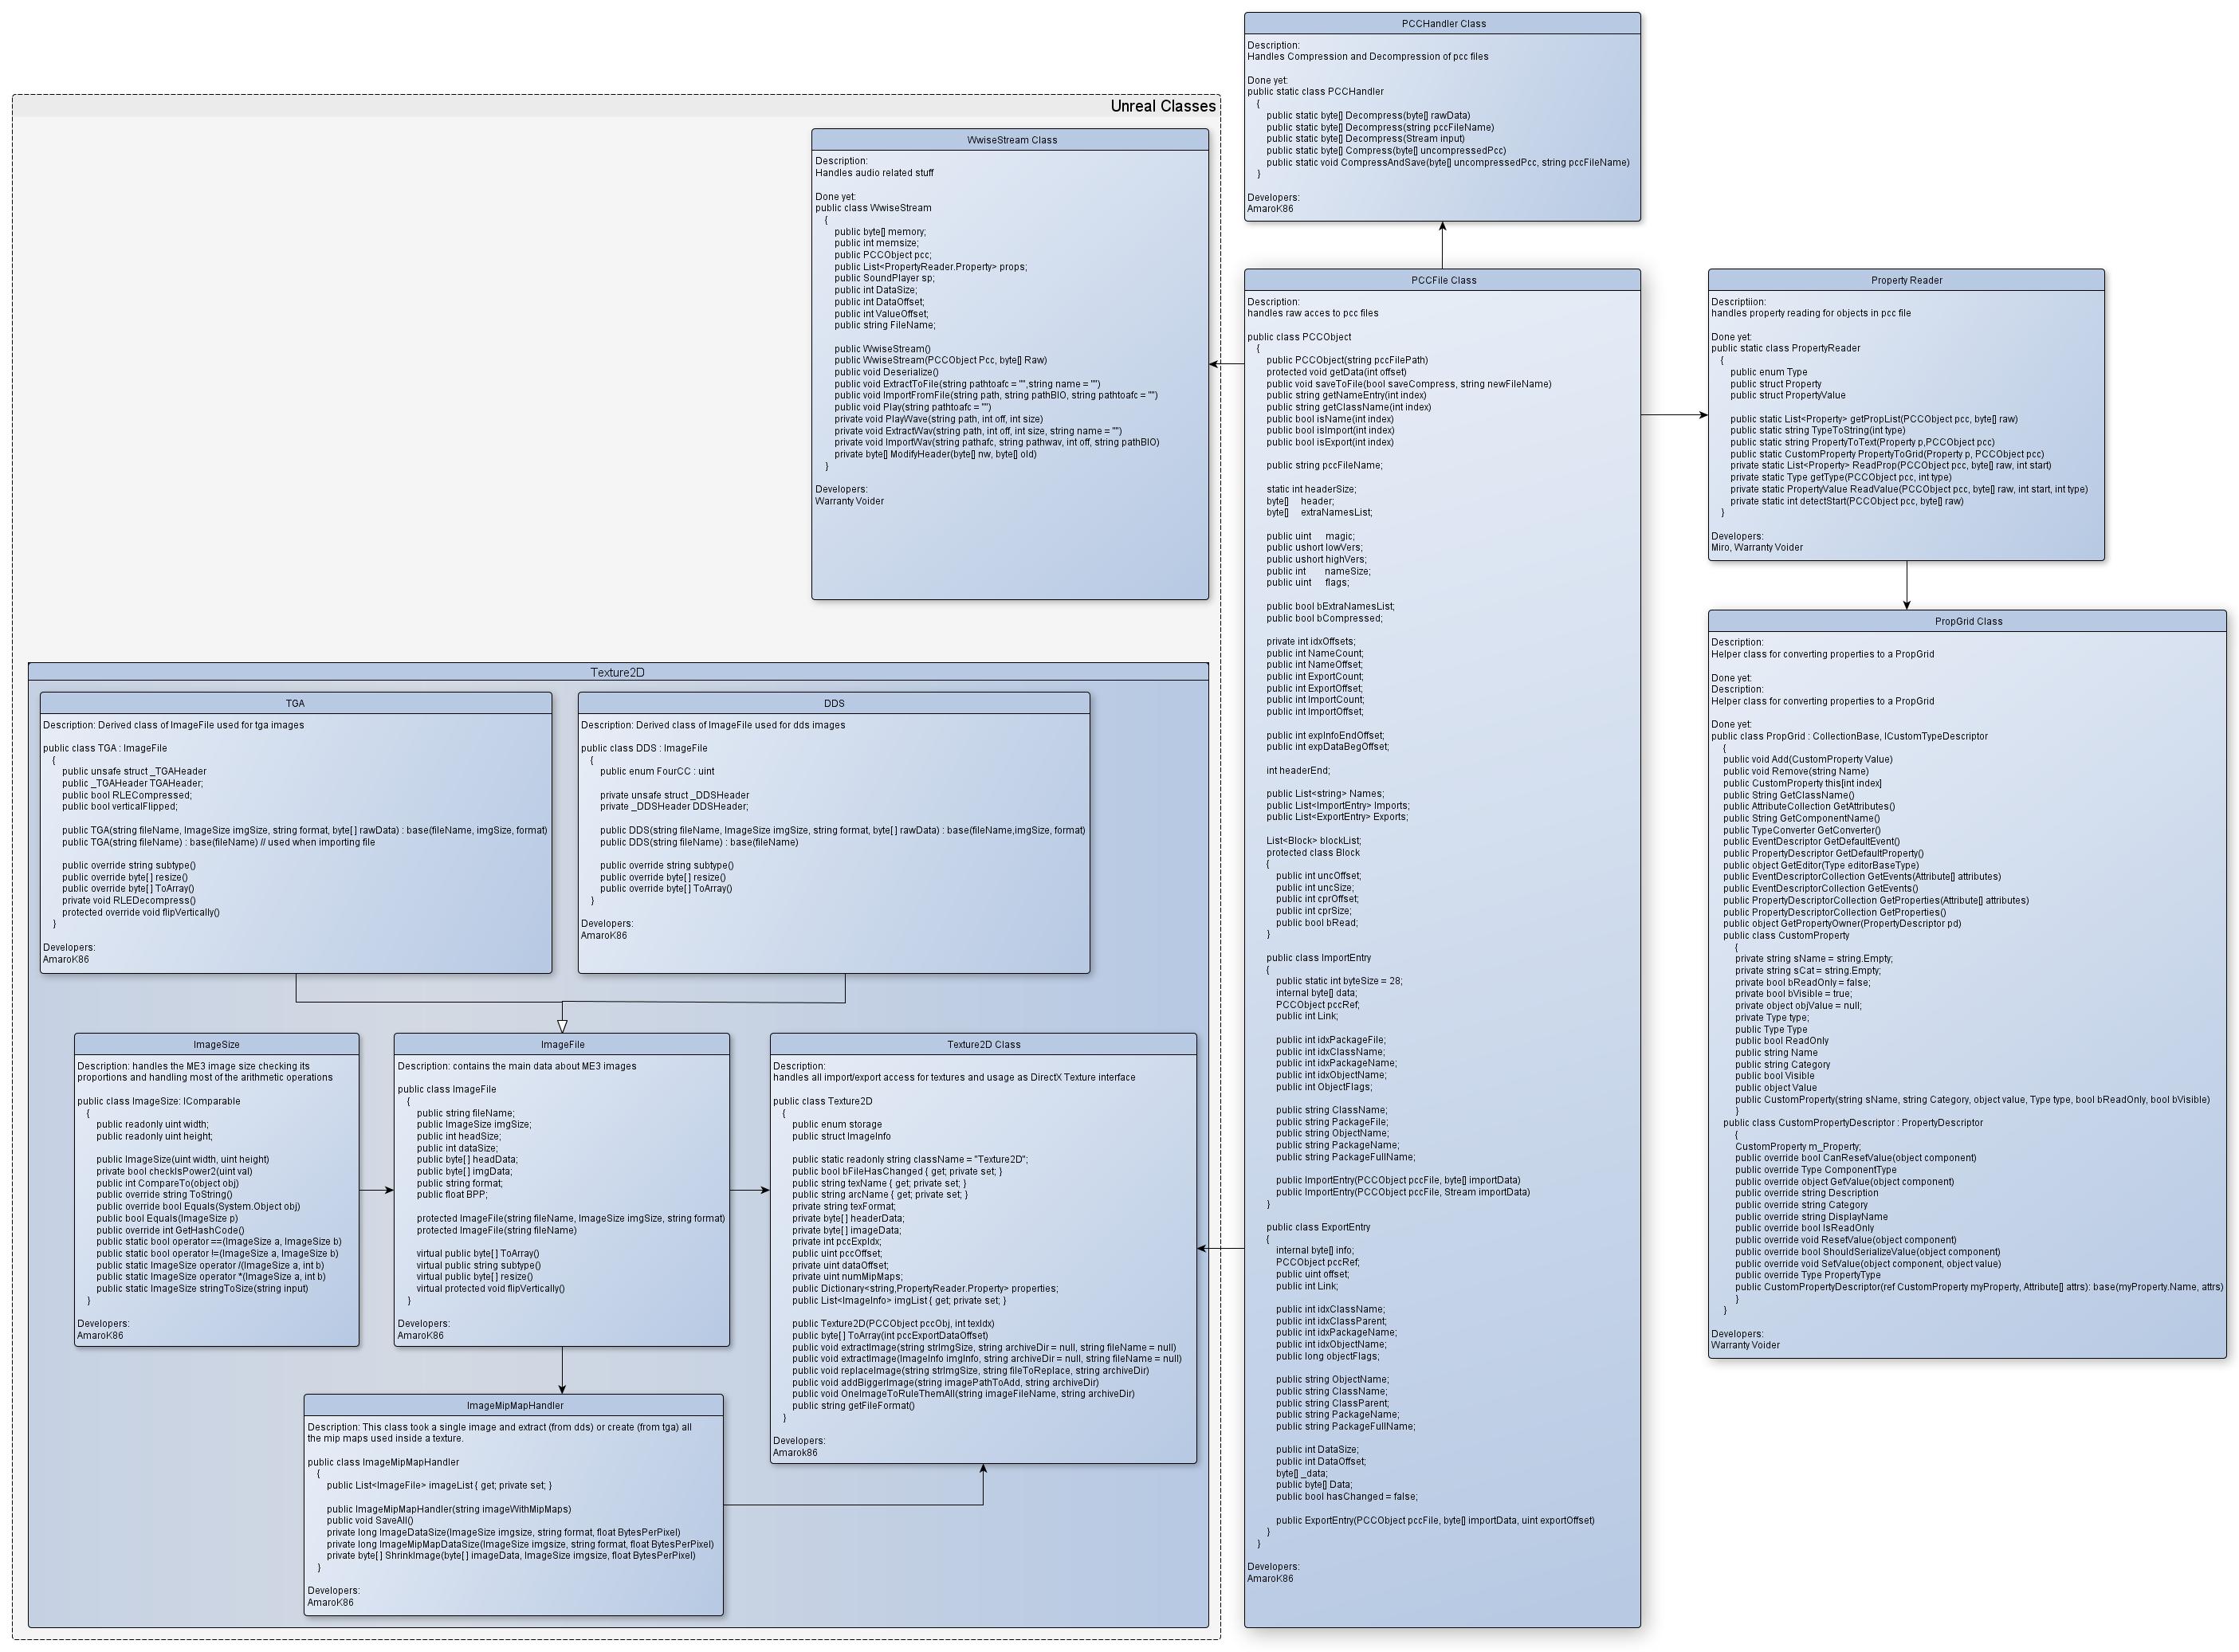 PCCHandler Class
Description:
Handles Compression and Decompression of pcc files
Done yet:
public static class PCCHandler
{
public static byte[] Decompress(byte[] rawData)
public static byte[] Decompress(string pccFileName)
public static byte[] Decompress(Stream input)
public static byte[] Compress(byte[] uncompressedPcc)
public static void CompressAndSave(byte[] uncompressedPcc, string pccFileName)
}
Developers:
AmaroK86
Unreal Classes
WwiseStream Class
Description:
Handles audio related stuff
Done yet:
public class WwiseStream
{
public byte[] memory;
public int memsize;
public PCCObject pcc;
public List<PropertyReader.Property> props;
public SoundPlayer sp;
public int DataSize;
public int DataOffset;
public int ValueOffset;
public string FileName;
public WwiseStream()
public WwiseStream(PCCObject Pcc, byte[] Raw)
public void Deserialize()
public void ExtractToFile(string pathtoafc = "",string name = "")
public void ImportFromFile(string path, string pathBIO, string pathtoafc = "")
public void Play(string pathtoafc = "")
private void PlayWave(string path, int off, int size)
private void ExtractWav(string path, int off, int size, string name = "")
private void ImportWav(string pathafc, string pathwav, int off, string pathBIO)
private byte[] ModifyHeader(byte[] nw, byte[] old)
}
Developers:
Warranty Voider
PCCFile Class
Description:
handles raw acces to pcc files
public class PCCObject
{
public PCCObject(string pccFilePath)
protected void getData(int offset)
public void saveToFile(bool saveCompress, string newFileName)
public string getNameEntry(int index)
public string getClassName(int index)
public bool isName(int index)
public bool isImport(int index)
public bool isExport(int index)
public string pccFileName;
static int headerSize;
byte[] header;
byte[] extraNamesList;
public uint magic;
public ushort lowVers;
public ushort highVers;
public int nameSize;
public uint flags;
public bool bExtraNamesList;
public bool bCompressed;
private int idxOffsets;
public int NameCount;
public int NameOffset;
public int ExportCount;
public int ExportOffset;
public int ImportCount;
public int ImportOffset;
public int expInfoEndOffset;
public int expDataBegOffset;
int headerEnd;
public List<string> Names;
public List<ImportEntry> Imports;
public List<ExportEntry> Exports;
List<Block> blockList;
protected class Block
{
public int uncOffset;
public int uncSize;
public int cprOffset;
public int cprSize;
public bool bRead;
}
public class ImportEntry
{
public static int byteSize = 28;
internal byte[] data;
PCCObject pccRef;
public int Link;
public int idxPackageFile;
public int idxClassName;
public int idxPackageName;
public int idxObjectName;
public int ObjectFlags;
public string ClassName;
public string PackageFile;
public string ObjectName;
public string PackageName;
public string PackageFullName;
public ImportEntry(PCCObject pccFile, byte[] importData)
public ImportEntry(PCCObject pccFile, Stream importData)
}
public class ExportEntry
{
internal byte[] info;
PCCObject pccRef;
public uint offset;
public int Link;
public int idxClassName;
public int idxClassParent;
public int idxPackageName;
public int idxObjectName;
public long objectFlags;
public string ObjectName;
public string ClassName;
public string ClassParent;
public string PackageName;
public string PackageFullName;
public int DataSize;
public int DataOffset;
byte[] _data;
public byte[] Data;
public bool hasChanged = false;
public ExportEntry(PCCObject pccFile, byte[] importData, uint exportOffset)
}
}
Developers:
AmaroK86
Property Reader
Descriptiion:
handles property reading for objects in pcc file
Done yet:
public static class PropertyReader
{
public enum Type
public struct Property
public struct PropertyValue
public static List<Property> getPropList(PCCObject pcc, byte[] raw)
public static string TypeToString(int type)
public static string PropertyToText(Property p,PCCObject pcc)
public static CustomProperty PropertyToGrid(Property p, PCCObject pcc)
private static List<Property> ReadProp(PCCObject pcc, byte[] raw, int start)
private static Type getType(PCCObject pcc, int type)
private static PropertyValue ReadValue(PCCObject pcc, byte[] raw, int start, int type)
private static int detectStart(PCCObject pcc, byte[] raw)
}
Developers:
Miro, Warranty Voider
PropGrid Class
Description:
Helper class for converting properties to a PropGrid
Done yet:
Description:
Helper class for converting properties to a PropGrid
Done yet:
public class PropGrid : CollectionBase, ICustomTypeDescriptor
{
public void Add(CustomProperty Value)
public void Remove(string Name)
public CustomProperty this[int index]
public String GetClassName()
public AttributeCollection GetAttributes()
public String GetComponentName()
public TypeConverter GetConverter()
public EventDescriptor GetDefaultEvent()
public PropertyDescriptor GetDefaultProperty()
public object GetEditor(Type editorBaseType)
public EventDescriptorCollection GetEvents(Attribute[] attributes)
public EventDescriptorCollection GetEvents()
public PropertyDescriptorCollection GetProperties(Attribute[] attributes)
public PropertyDescriptorCollection GetProperties()
public object GetPropertyOwner(PropertyDescriptor pd)
public class CustomProperty
{
private string sName = string.Empty;
private string sCat = string.Empty;
private bool bReadOnly = false;
private bool bVisible = true;
private object objValue = null;
private Type type;
public Type Type
public bool ReadOnly
public string Name
public string Category
public bool Visible
public object Value
public CustomProperty(string sName, string Category, object value, Type type, bool bReadOnly, bool bVisible)
}
public class CustomPropertyDescriptor : PropertyDescriptor
{
CustomProperty m_Property;
public override bool CanResetValue(object component)
public override Type ComponentType
public override object GetValue(object component)
public override string Description
public override string Category
public override string DisplayName
public override bool IsReadOnly
public override void ResetValue(object component)
public override bool ShouldSerializeValue(object component)
public override void SetValue(object component, object value)
public override Type PropertyType
public CustomPropertyDescriptor(ref CustomProperty myProperty, Attribute[] attrs): base(myProperty.Name, attrs)
}
}
Developers:
Warranty Voider
Texture2D
TGA
Description: Derived class of ImageFile used for tga images
public class TGA : ImageFile
{
public unsafe struct _TGAHeader
public _TGAHeader TGAHeader;
public bool RLECompressed;
public bool verticalFlipped;
public TGA(string fileName, ImageSize imgSize, string format, byte[] rawData) : base(fileName, imgSize, format)
public TGA(string fileName) : base(fileName) // used when importing file
public override string subtype()
public override byte[] resize()
public override byte[] ToArray()
private void RLEDecompress()
protected override void flipVertically()
}
Developers:
AmaroK86
DDS
Description: Derived class of ImageFile used for dds images
public class DDS : ImageFile
{
public enum FourCC : uint
private unsafe struct _DDSHeader
private _DDSHeader DDSHeader;
public DDS(string fileName, ImageSize imgSize, string format, byte[] rawData) : base(fileName,imgSize, format)
public DDS(string fileName) : base(fileName)
public override string subtype()
public override byte[] resize()
public override byte[] ToArray()
}
Developers:
AmaroK86
ImageSize
Description: handles the ME3 image size checking its
proportions and handling most of the arithmetic operations
public class ImageSize: IComparable
{
public readonly uint width;
public readonly uint height;
public ImageSize(uint width, uint height)
private bool checkIsPower2(uint val)
public int CompareTo(object obj)
public override string ToString()
public override bool Equals(System.Object obj)
public bool Equals(ImageSize p)
public override int GetHashCode()
public static bool operator ==(ImageSize a, ImageSize b)
public static bool operator !=(ImageSize a, ImageSize b)
public static ImageSize operator /(ImageSize a, int b)
public static ImageSize operator *(ImageSize a, int b)
public static ImageSize stringToSize(string input)
}
Developers:
AmaroK86
ImageFile
Description: contains the main data about ME3 images
public class ImageFile
{
public string fileName;
public ImageSize imgSize;
public int headSize;
public int dataSize;
public byte[] headData;
public byte[] imgData;
public string format;
public float BPP;
protected ImageFile(string fileName, ImageSize imgSize, string format)
protected ImageFile(string fileName)
virtual public byte[] ToArray()
virtual public string subtype()
virtual public byte[] resize()
virtual protected void flipVertically()
}
Developers:
AmaroK86
Texture2D Class
Description:
handles all import/export access for textures and usage as DirectX Texture interface
public class Texture2D
{
public enum storage
public struct ImageInfo
public static readonly string className = "Texture2D";
public bool bFileHasChanged { get; private set; }
public string texName { get; private set; }
public string arcName { get; private set; }
private string texFormat;
private byte[] headerData;
private byte[] imageData;
private int pccExpIdx;
public uint pccOffset;
private uint dataOffset;
private uint numMipMaps;
public Dictionary<string,PropertyReader.Property> properties;
public List<ImageInfo> imgList { get; private set; }
public Texture2D(PCCObject pccObj, int texIdx)
public byte[] ToArray(int pccExportDataOffset)
public void extractImage(string strImgSize, string archiveDir = null, string fileName = null)
public void extractImage(ImageInfo imgInfo, string archiveDir = null, string fileName = null)
public void replaceImage(string strImgSize, string fileToReplace, string archiveDir)
public void addBiggerImage(string imagePathToAdd, string archiveDir)
public void OneImageToRuleThemAll(string imageFileName, string archiveDir)
public string getFileFormat()
}
Developers:
Amarok86
ImageMipMapHandler
Description: This class took a single image and extract (from dds) or create (from tga) all
the mip maps used inside a texture.
public class ImageMipMapHandler
{
public List<ImageFile> imageList { get; private set; }
public ImageMipMapHandler(string imageWithMipMaps)
public void SaveAll()
private long ImageDataSize(ImageSize imgsize, string format, float BytesPerPixel)
private long ImageMipMapDataSize(ImageSize imgsize, string format, float BytesPerPixel)
private byte[] ShrinkImage(byte[] imageData, ImageSize imgsize, float BytesPerPixel)
}
Developers:
AmaroK86